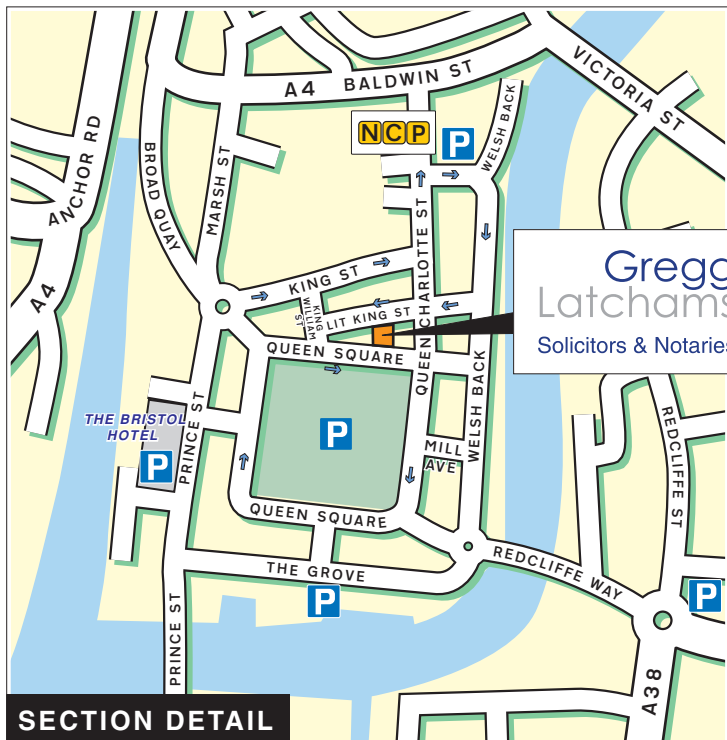 A4 BALDWIN ST
VICTORIA ST
ANCHOR RD
A4
BROAD QUAY
MARSH ST
NCP
P
WELSH BACK
KING ST
KING
WILLIAM
ST
LIT KING ST
QUEEN CHARLOTTE ST
Gregg
Latchams
Solicitors & Notaries
QUEEN SQUARE
WELSH BACK
THE BRISTOL
HOTEL
P
PRINCE ST
P
MILL
AVE
REDCLIFFE ST
QUEEN SQUARE
THE GROVE
P
REDCLIFFE WAY
P
PRINCE ST
A38
SECTION DETAIL